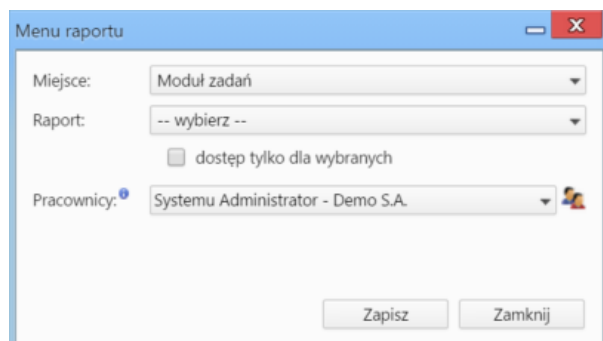 Menu raportu
Miejsce: Moduł zadań
Raport: -- wybierz --
dostęp tylko dla wybranych
Pracownicy: Systemu Administrator - Demo S.A.
Zapisz Zamknij